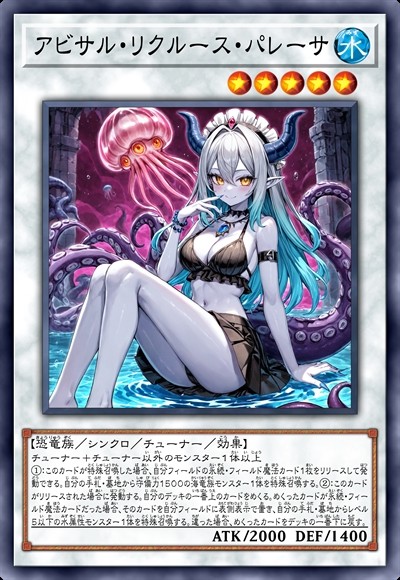 アビサル・リクルース・パレーサ
水
【恐竜族/シンクロ/チューナー/効果】
チューナー+チューナー以外のモンスター1体以上
①:このカードが特殊召喚した場合、自分フィールドの永続・フィールド魔法カード1枚をリリースして発
動できる。自分の手札・墓地から守備力1500の海竜族モンスター1体を特殊召喚する。②:このカード
がリリースされた場合に発動する。自分のデッキの一番上のカードをめくる。めくったカードが永続・フィ
ールド魔法カードだった場合、そのカードを自分フィールドに表側表示で置き、自分の手札・墓地からレベル
5以下の水属性モンスター1体を特殊召喚する。違った場合、めくったカードをデッキの一番下に戻す。
ATK/2000 DEF/1400